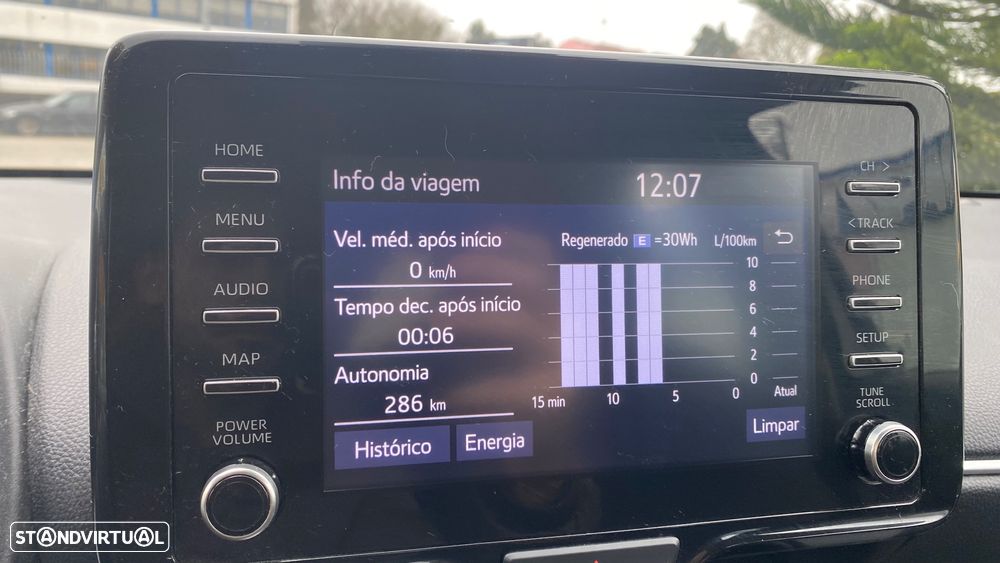 HOME
MENU
AUDIO
MAP
POWER
VOLUME
Info da viagem 12:07
Vel. méd. após início
0 km/h
Tempo dec. após início
00:06
Autonomia
286 km
Histórico Energia
Regenerado E =30Wh L/100km
10
8
6
4
2
0
15 min 10 5 0 Atual
Limpar
CH >
< TRACK
PHONE
SETUP
TUNE
SCROLL
STANDVIRTUAL